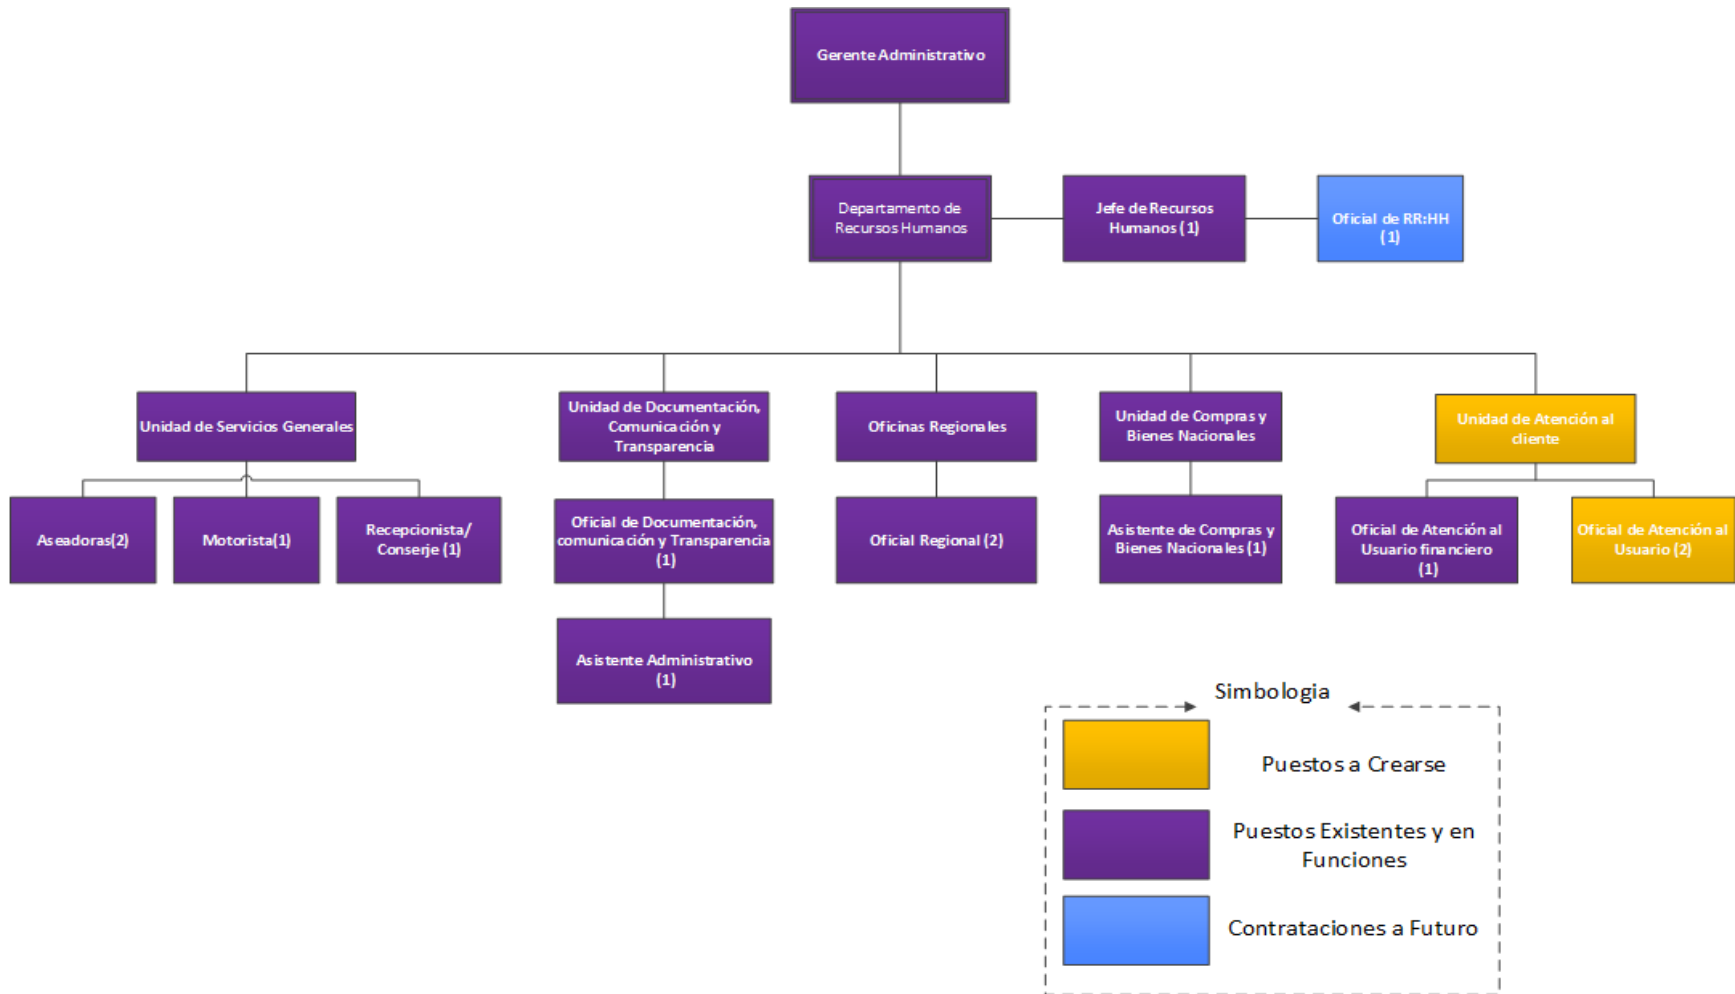 Gerente Administrativo
Departamento de
Recursos Humanos
Jefe de Recursos
Humanos (1)
Oficial de RR:HH
(1)
Unidad de Servicios Generales
Unidad de Documentación,
Comunicación y
Transparencia
Oficinas Regionales
Unidad de Compras y
Bienes Nacionales
Unidad de Atención al
cliente
Aseadoras(2)
Motorista(1)
Recepcionista/
Conserje (1)
Oficial de Documentación,
comunicación y Transparencia
(1)
Oficial Regional (2)
Asistente de Compras y
Bienes Nacionales (1)
Oficial de Atención al
Usuario financiero
(1)
Oficial de Atención al
Usuario (2)
Asistente Administrativo
(1)
Simbologia
Puestos a Crearse
Puestos Existentes y en
Funciones
Contrataciones a Futuro